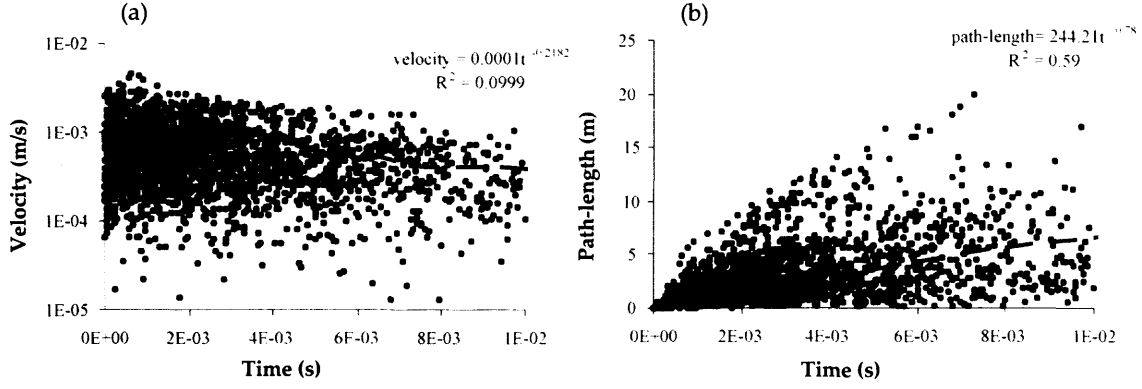 (a)
1E-02
velocity = 0.0001t
R² = 0.0999
1E-03
1E-04
1E-05
Velocity (m/s)
0E+00 2E-03 4E-03 6E-03 8E-03 1E-02
Time (s)
(b)
25
path-length= 244.21t
R² = 0.59
20
15
10
5
0
Path-length (m)
0E+00 2E-03 4E-03 6E-03 8E-03 1E-02
Time (s)